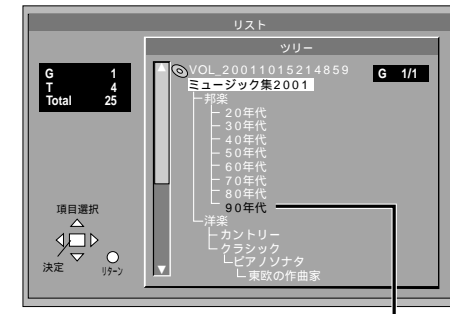 リスト
ツリー
G 1
T 4
Total 25
VOL_20011015214859
G 1/1
ミュージック集2001
邦楽
20年代
30年代
40年代
50年代
60年代
70年代
80年代
90年代
洋楽
カントリー
クラシック
ピアノソナタ
東欧の作曲家
項目選択
決定
リターン